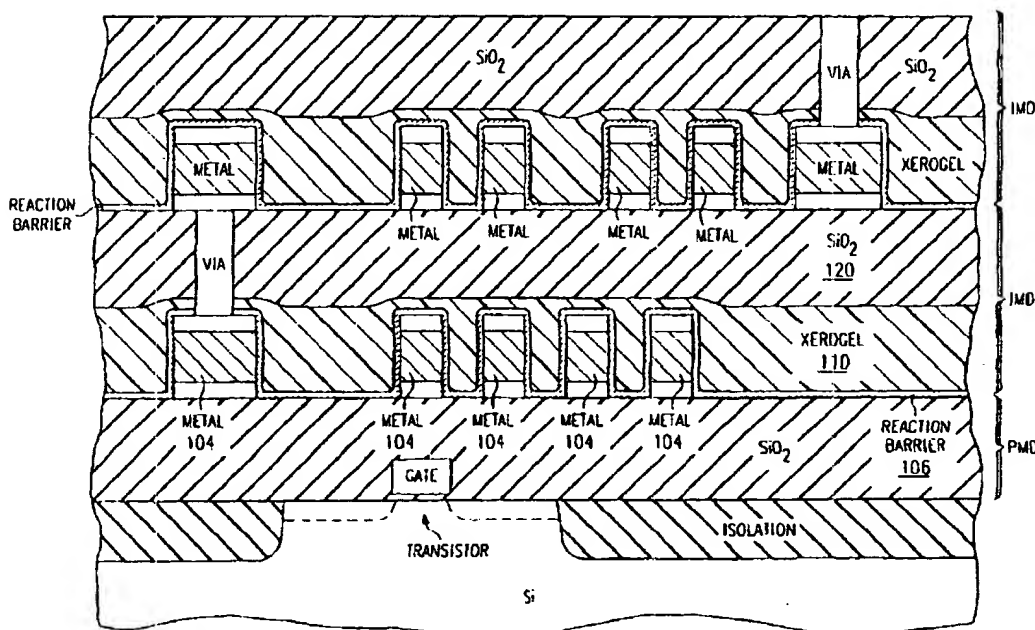 SiO2
VIA
SiO2
IMD
METAL
METAL
XEROGEL
REACTION
BARRIER
METAL
METAL
METAL
METAL
SiO2
120
VIA
IMD
XEROGEL
110
METAL
104
METAL
104
METAL
104
METAL
104
METAL
104
SiO2
REACTION
BARRIER
106
PMD
GATE
TRANSISTOR
ISOLATION
Si